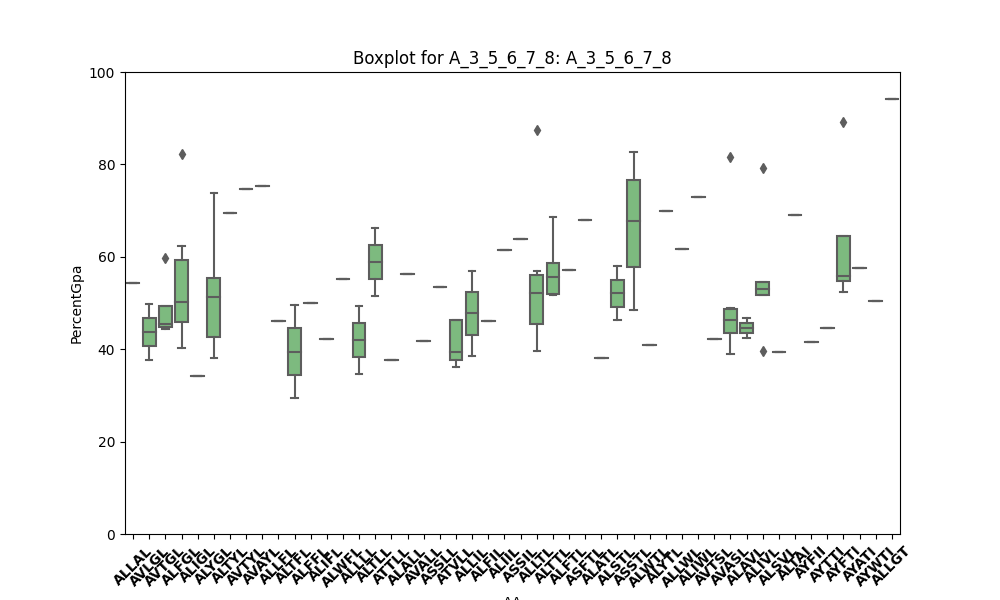 Boxplot for A_3_5_6_7_8: A_3_5_6_7_8
PercentGpa
100
80
60
40
20
0
ALLAL
AVLGL
AVTGL
ALFGL
ALIGL
ALYGL
ALTYL
AVTYL
AVAYL
ALLFL
ALTFL
ALFFL
ALIFL
ALWFL
ALLLL
ALTLL
ATTLL
ALALL
AVALL
ASSLL
ATVLL
ALLIL
ALFIL
ALIIL
ASSIL
ALLTL
ALTTL
ALFTL
ASFTL
ALATL
ALSTL
ASSTL
ALWTL
ALYTL
ALLWL
ALIWL
AVTSL
AVASL
ALAVL
ALIVL
ALSVL
ALTAI
AYFII
AYTTI
AYFTI
AYATI
AYWTI
ALLGT